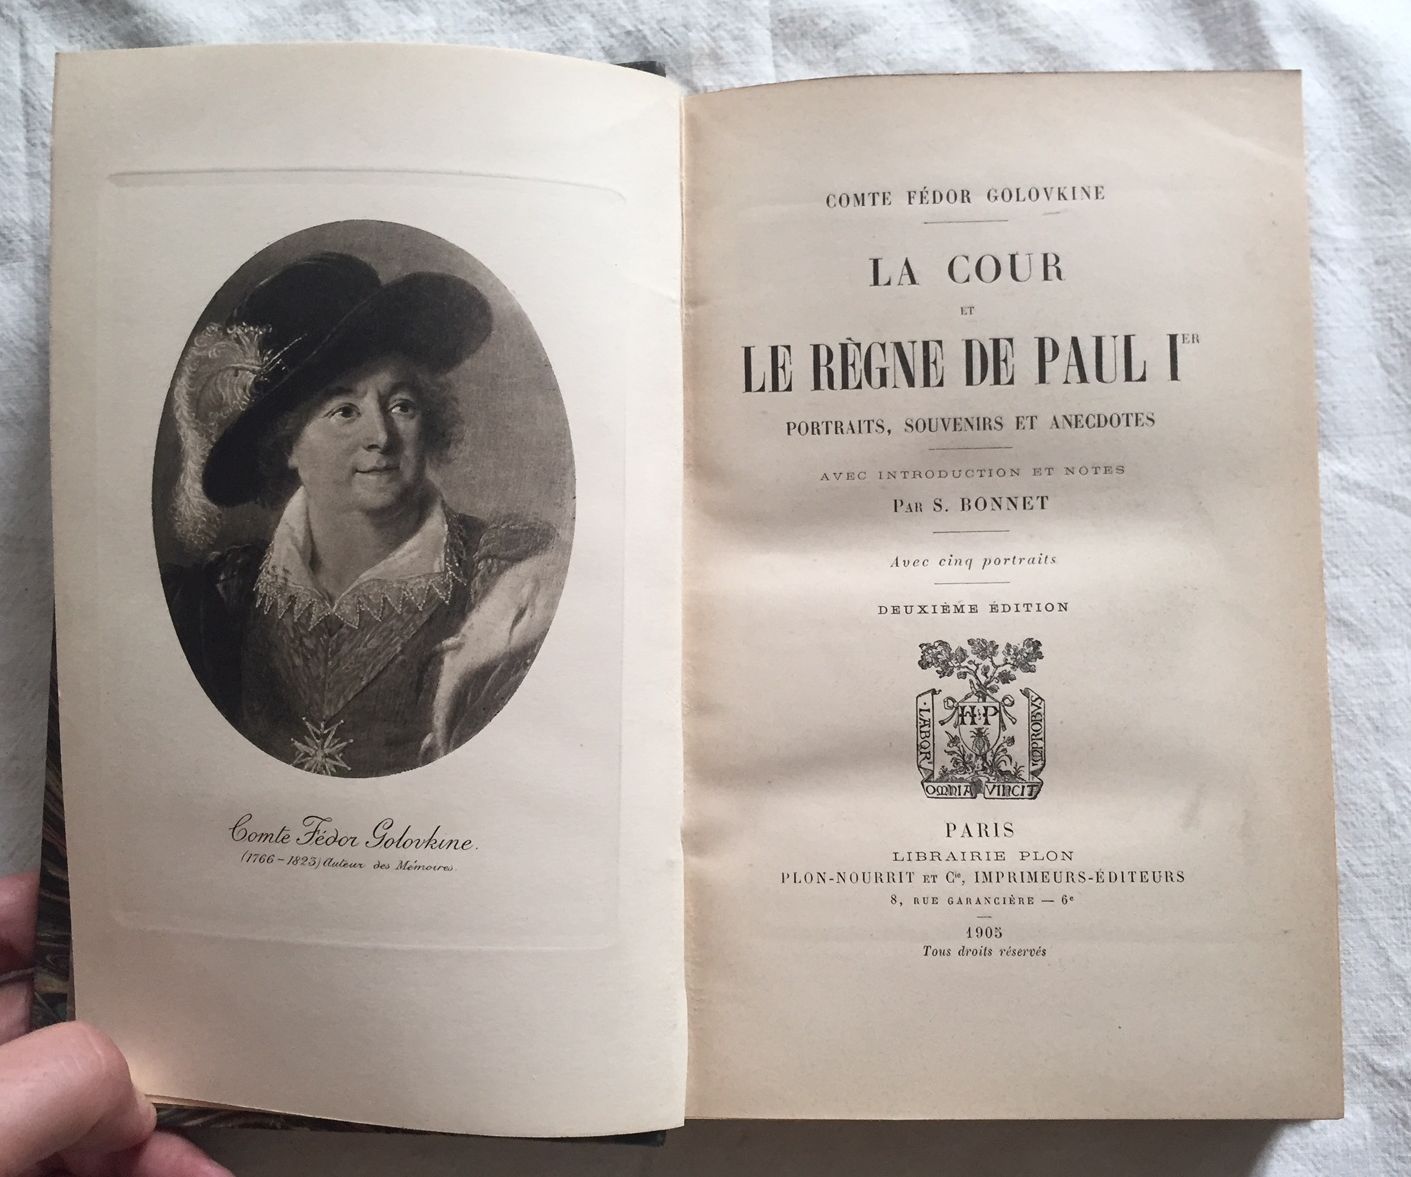 Comte Fédor Golovkine.
(1766-1823) Auteur des Mémoires.
COMTE FÉDOR GOLOVKINE
LA COUR
ET
LE RÈGNE DE PAUL IER
PORTRAITS, SOUVENIRS ET ANECDOTES
AVEC INTRODUCTION ET NOTES
PAR S. BONNET
Avec cinq portraits
DEUXIÈME ÉDITION
H P
LABOR
OMNIA VINCIT
IMPROBVS
PARIS
LIBRAIRIE PLON
PLON-NOURRIT ET Cie, IMPRIMEURS-ÉDITEURS
8, RUE GARANCIÈRE — 6e
1905
Tous droits réservés